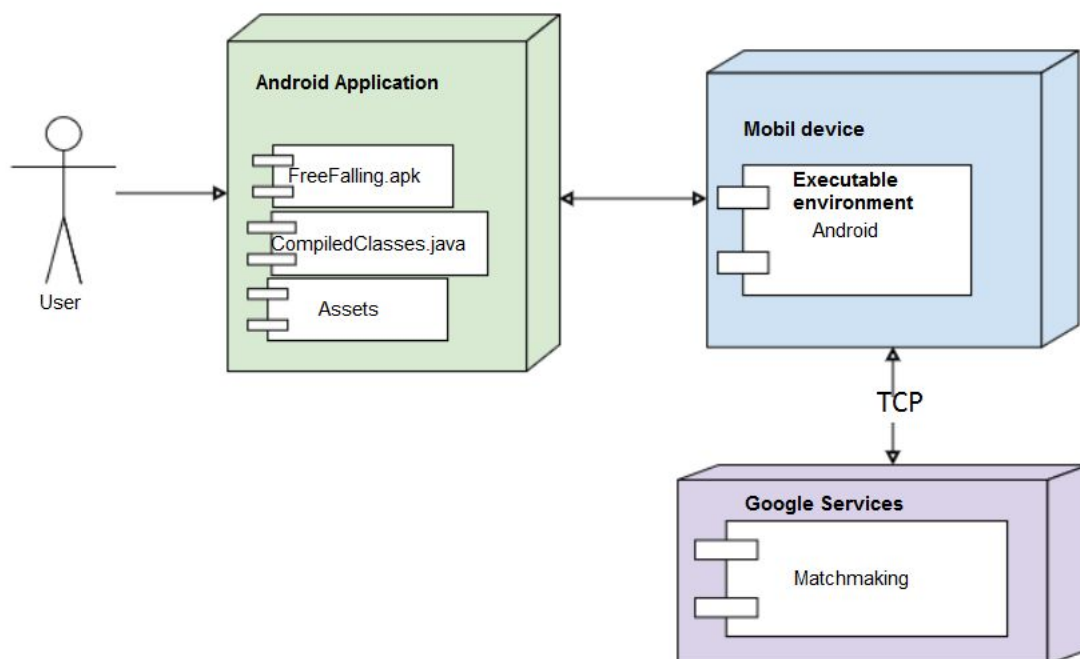 Android Application
FreeFalling.apk
CompiledClasses.java
Assets
User
Mobil device
Executable
environment
Android
TCP
Google Services
Matchmaking